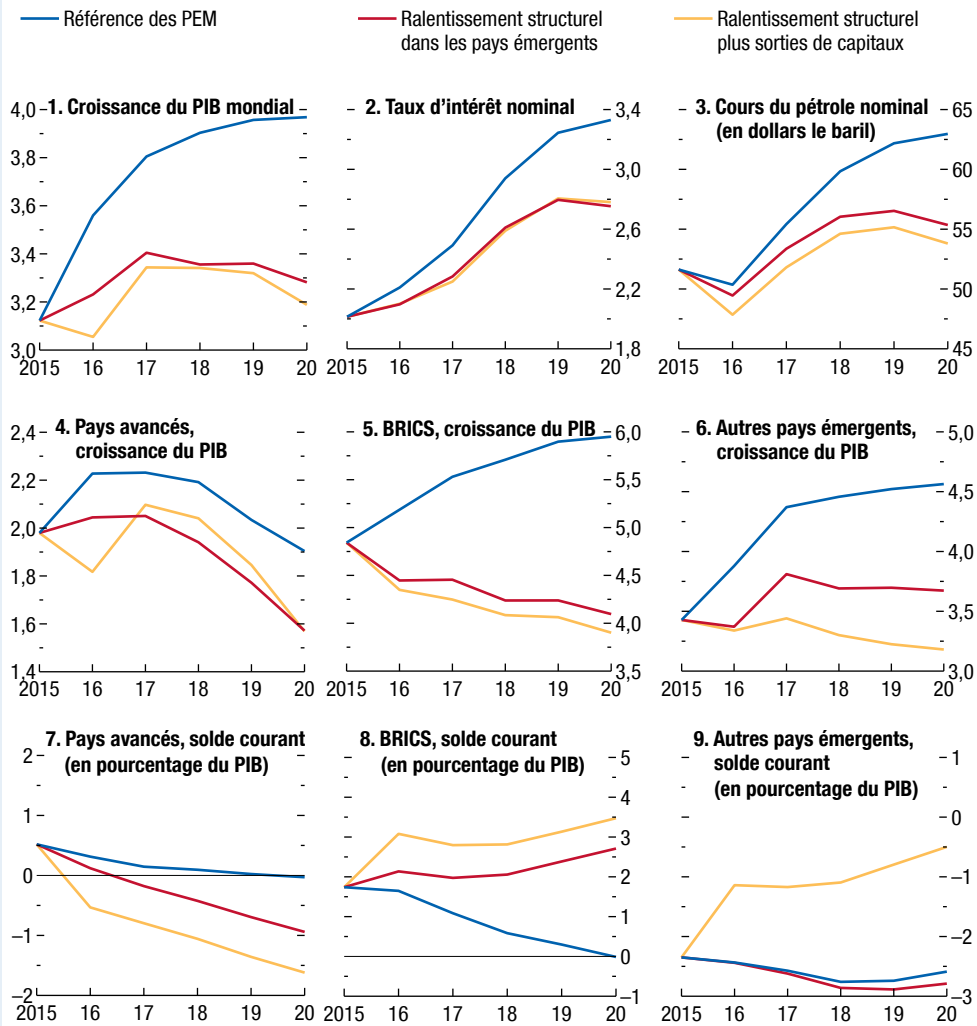 Référence des PEM
Ralentissement structurel
dans les pays émergents
Ralentissement structurel
plus sorties de capitaux
1. Croissance du PIB mondial
4,0
3,8
3,6
3,4
3,2
3,0
2015 16 17 18 19 20
2. Taux d'intérêt nominal
3,4
3,0
2,6
2,2
1,8
2015 16 17 18 19 20
3. Cours du pétrole nominal
(en dollars le baril)
65
60
55
50
45
2015 16 17 18 19 20
4. Pays avancés,
croissance du PIB
2,4
2,2
2,0
1,8
1,6
1,4
2015 16 17 18 19 20
5. BRICS, croissance du PIB
6,0
5,5
5,0
4,5
4,0
3,5
2015 16 17 18 19 20
6. Autres pays émergents,
croissance du PIB
5,0
4,5
4,0
3,5
3,0
2015 16 17 18 19 20
7. Pays avancés, solde courant
(en pourcentage du PIB)
2
1
0
–1
–2
2015 16 17 18 19 20
8. BRICS, solde courant
(en pourcentage du PIB)
5
4
3
2
1
0
–1
2015 16 17 18 19 20
9. Autres pays émergents,
solde courant
(en pourcentage du PIB)
1
0
–1
–2
–3
2015 16 17 18 19 20